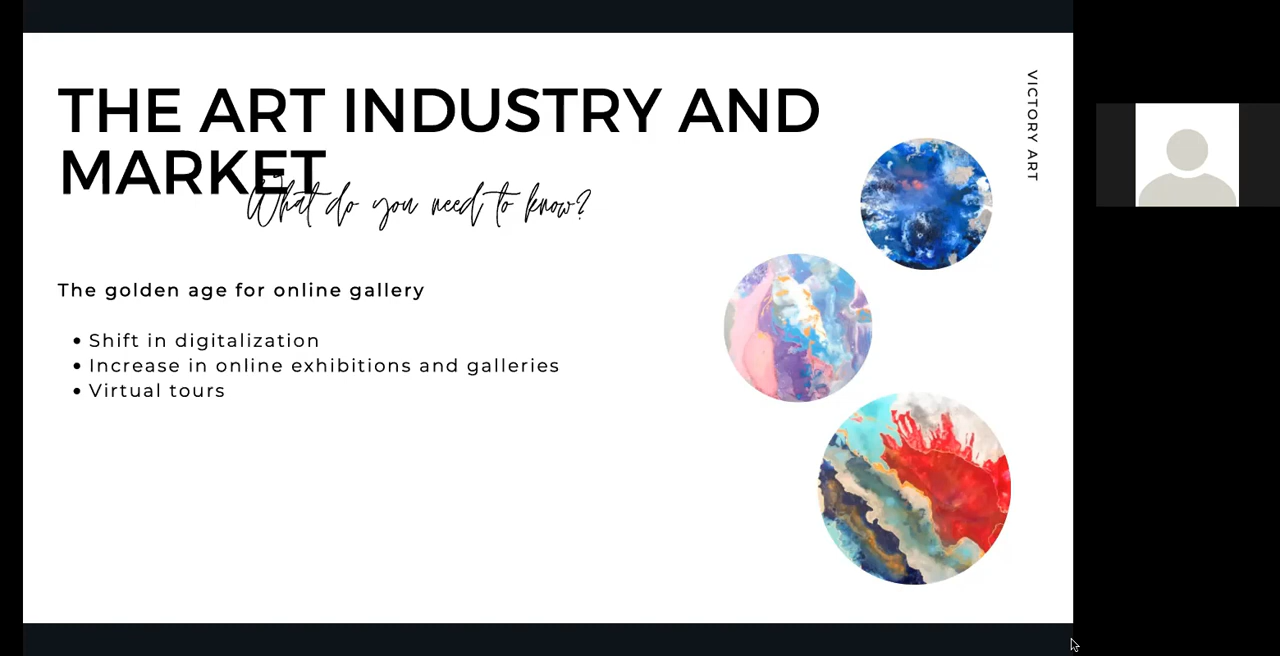 THE ART INDUSTRY AND
MARKET
What do you need to know?
VICTORY ART
The golden age for online gallery
• Shift in digitalization
• Increase in online exhibitions and galleries
• Virtual tours